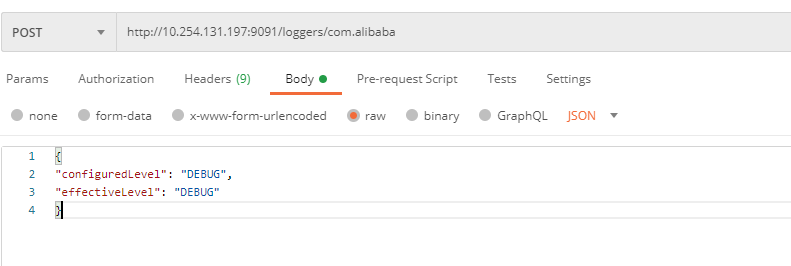 POST http://10.254.131.197:9091/loggers/com.alibaba
Params Authorization Headers (9) Body Pre-request Script Tests Settings
none form-data x-www-form-urlencoded raw binary GraphQL JSON
1 {
2 "configuredLevel": "DEBUG",
3 "effectiveLevel": "DEBUG"
4 }